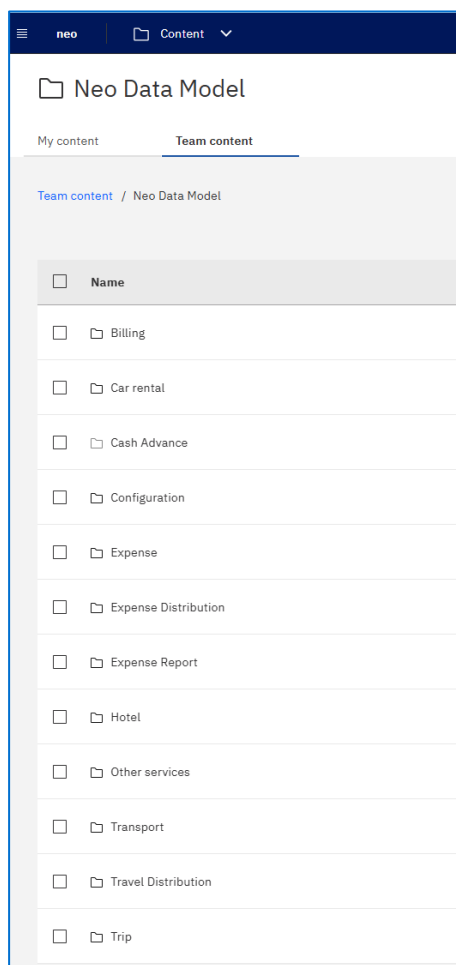 neo Content
Neo Data Model
My content Team content
Team content / Neo Data Model
Name
Billing
Car rental
Cash Advance
Configuration
Expense
Expense Distribution
Expense Report
Hotel
Other services
Transport
Travel Distribution
Trip